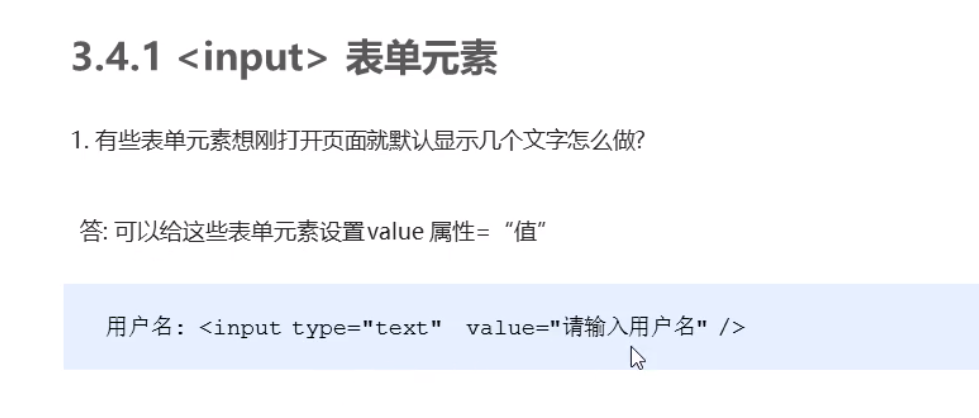 3.4.1 <input> 表单元素
1. 有些表单元素想刚打开页面就默认显示几个文字怎么做?
答: 可以给这些表单元素设置value 属性=“值”
用户名: <input type="text" value="请输入用户名" />